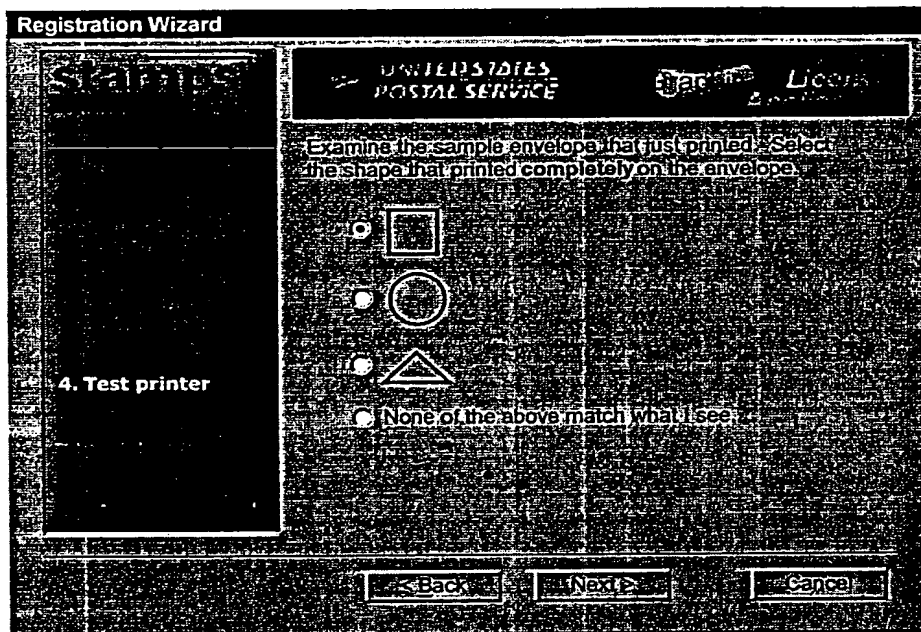 Registration Wizard
stamps
UNITED STATES
POSTAL SERVICE
Examine the sample envelope that just printed. Select
the shape that printed completely on the envelope.
4. Test printer
None of the above match what I see.
< Back
Next >
Cancel